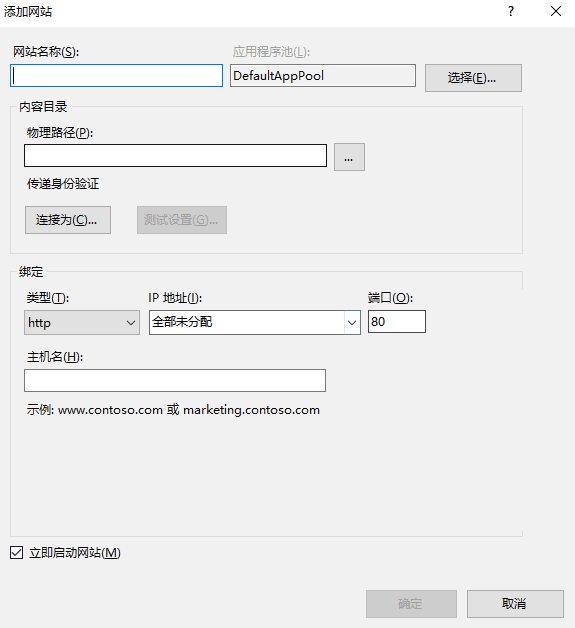 添加网站
?
网站名称(S):
应用程序池(L):
DefaultAppPool
选择(E)...
内容目录
物理路径(P):
...
传递身份验证
连接为(C)...
测试设置(G)...
绑定
类型(T):
IP 地址(I):
端口(O):
http
全部未分配
80
主机名(H):
示例: www.contoso.com 或 marketing.contoso.com
立即启动网站(M)
确定
取消